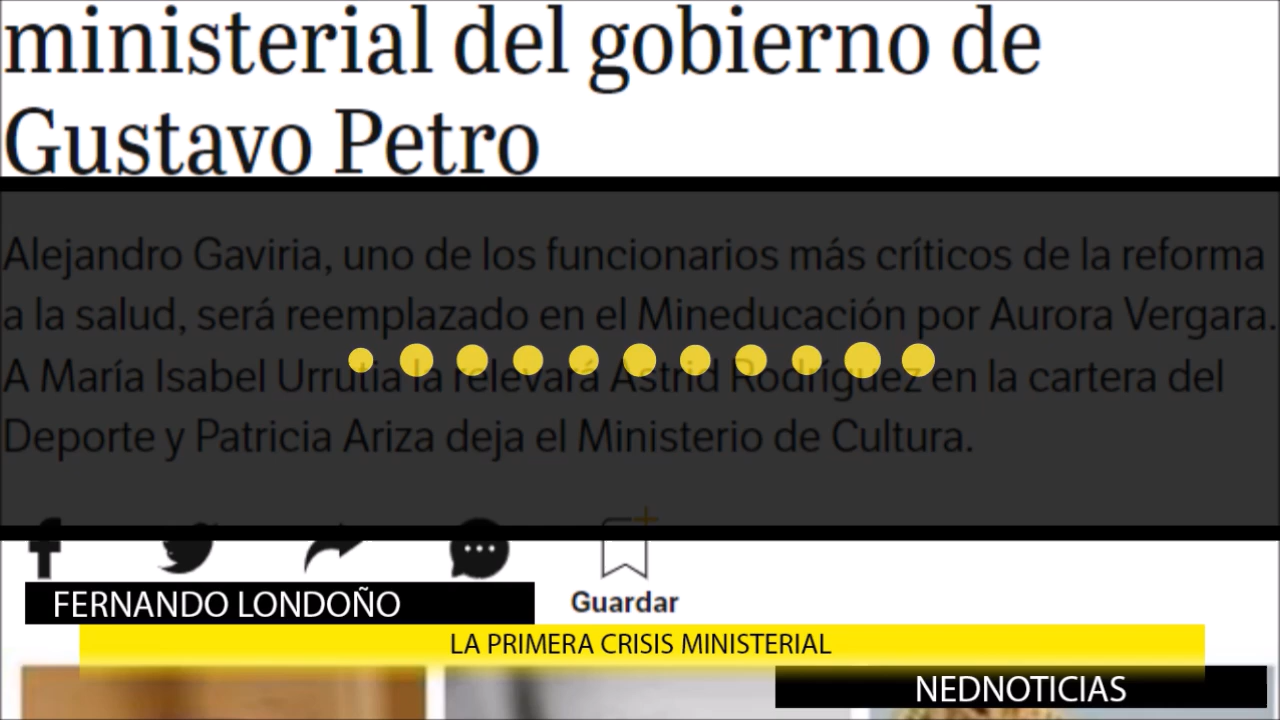 ministerial del gobierno de
Gustavo Petro
Alejandro Gaviria, uno de los funcionarios más críticos de la reforma
a la salud, será reemplazado en el Mineducación por Aurora Vergara.
A María Isabel Urrutia la relevará Astrid Rodríguez en la cartera del
Deporte y Patricia Ariza deja el Ministerio de Cultura.
Guardar
FERNANDO LONDOÑO
LA PRIMERA CRISIS MINISTERIAL
NEDNOTICIAS